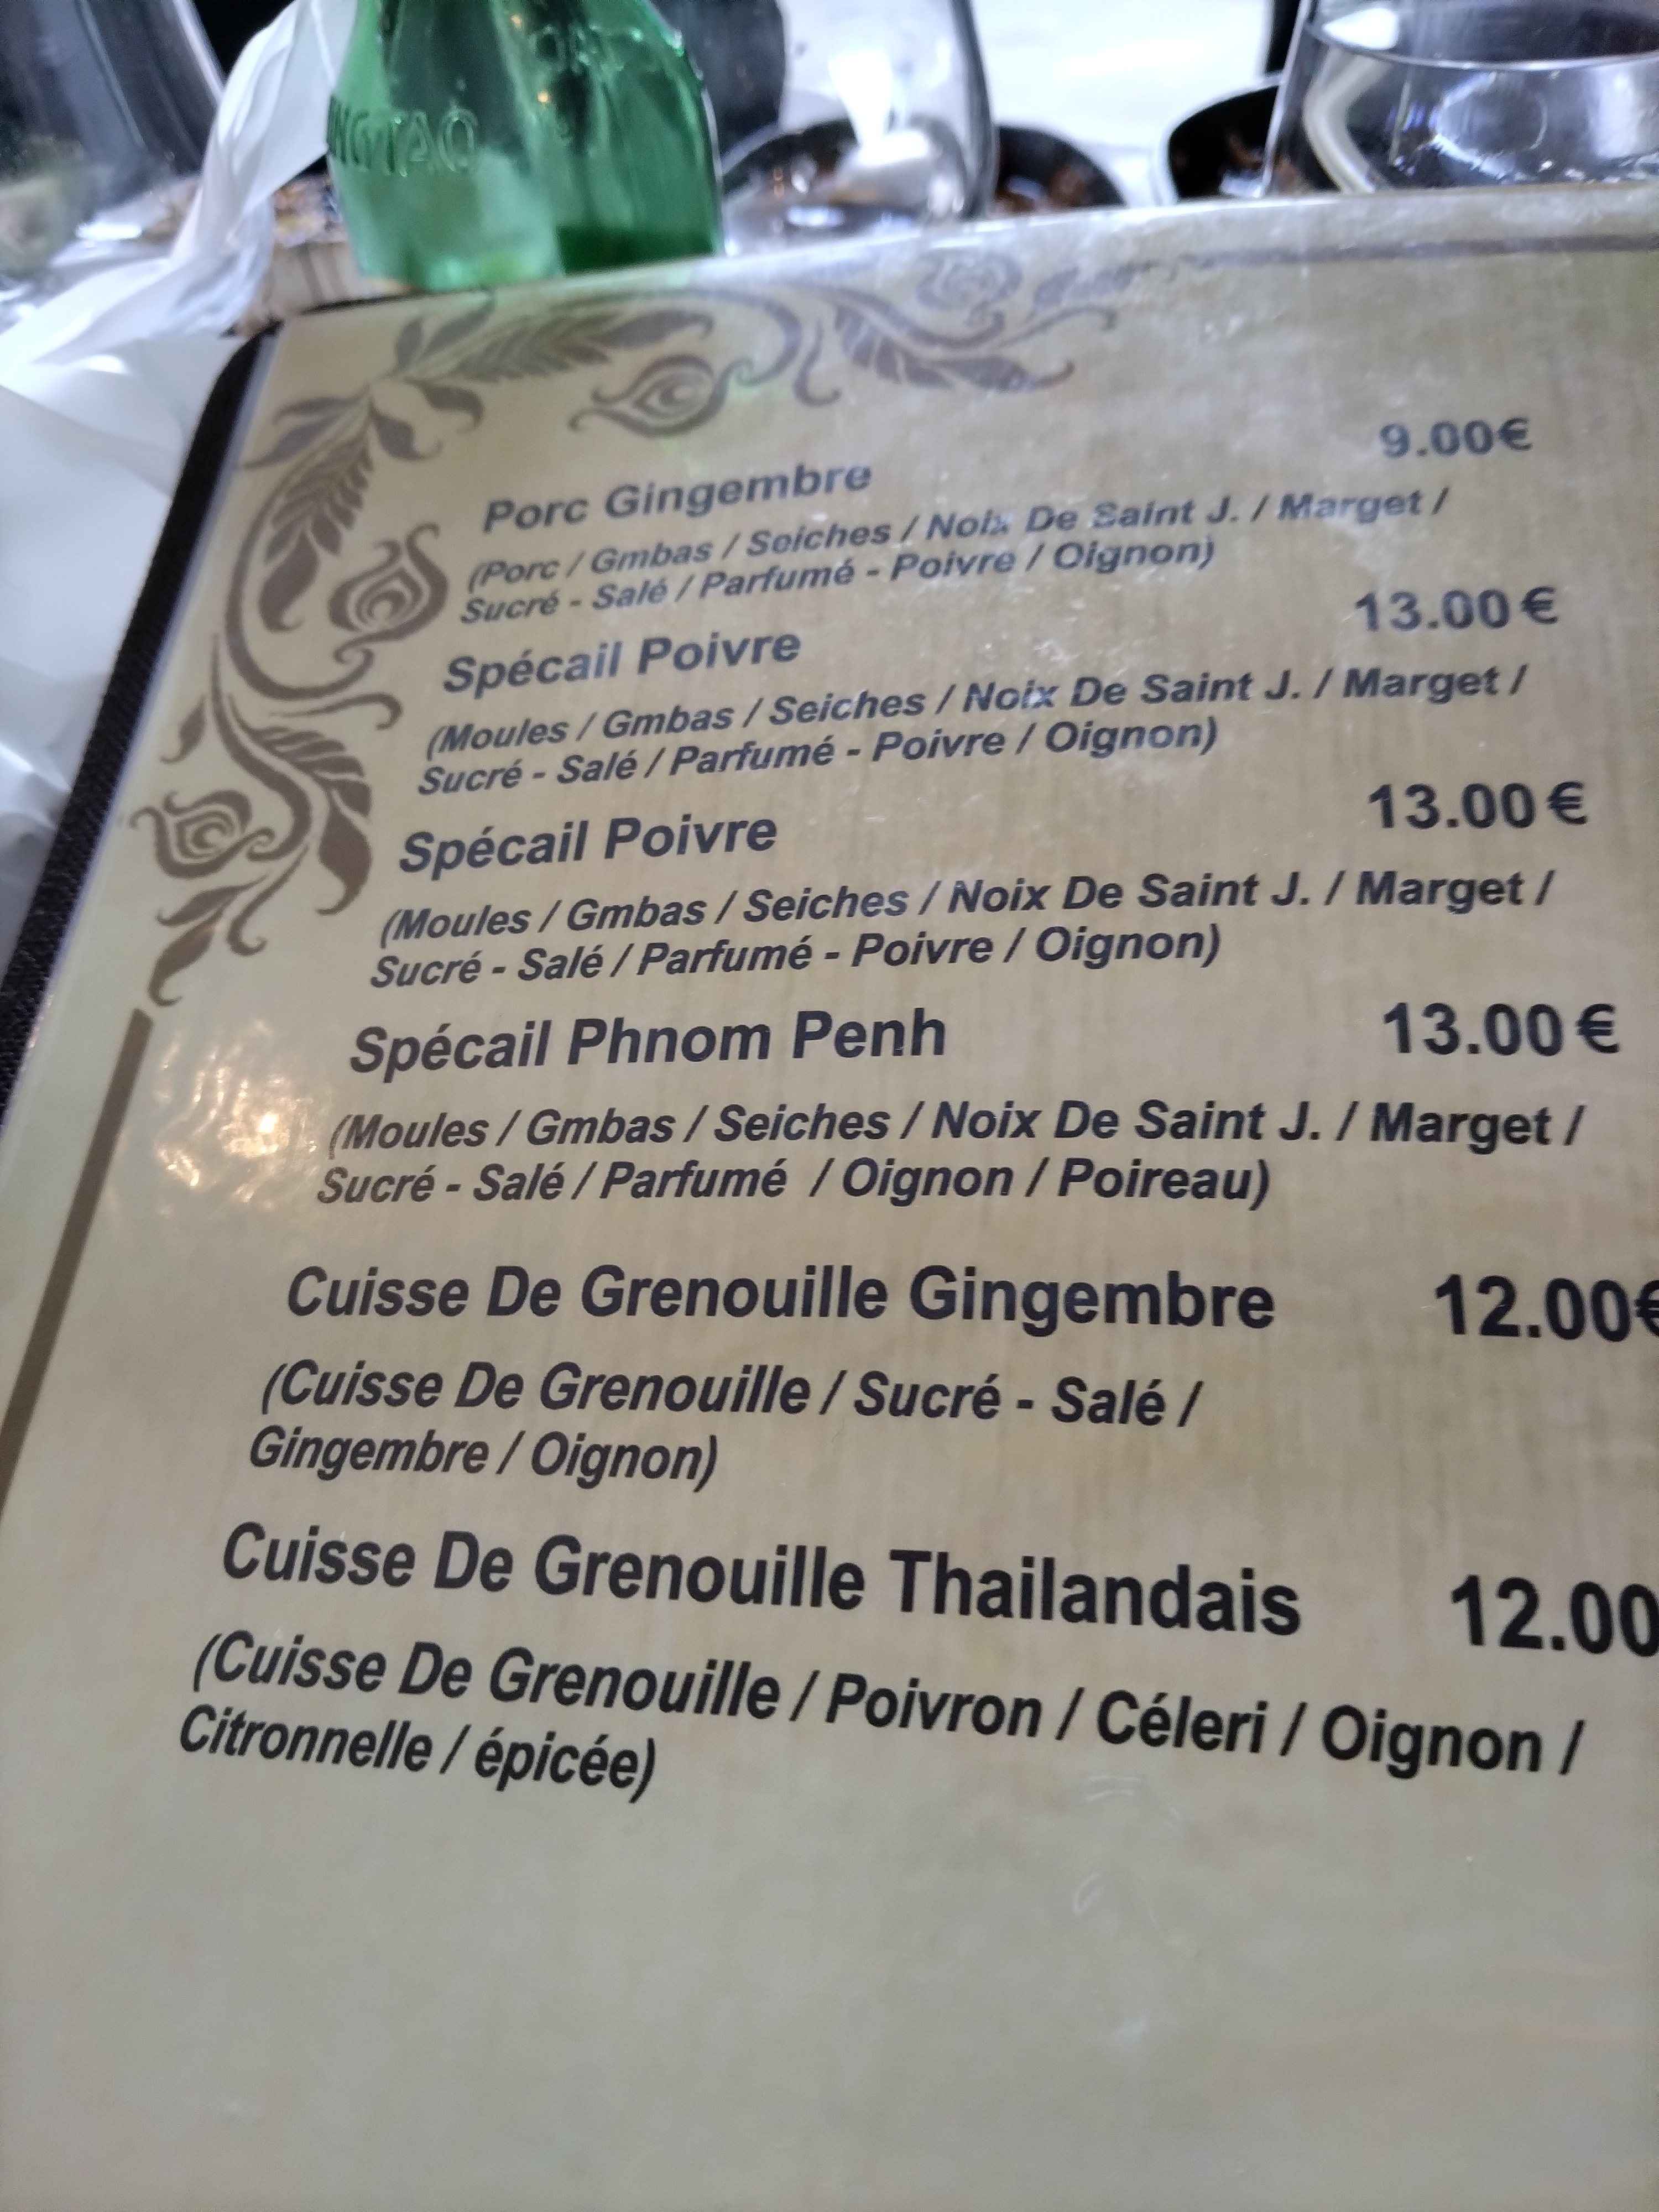 NGTAO
Porc Gingembre 9.00€
(Porc / Gmbas / Seiches / Noix De Saint J. / Marget /
Sucré - Salé / Parfumé - Poivre / Oignon)
Spécail Poivre 13.00€
(Moules / Gmbas / Seiches / Noix De Saint J. / Marget /
Sucré - Salé / Parfumé - Poivre / Oignon)
Spécail Poivre 13.00€
(Moules / Gmbas / Seiches / Noix De Saint J. / Marget /
Sucré - Salé / Parfumé - Poivre / Oignon)
Spécail Phnom Penh 13.00€
(Moules / Gmbas / Seiches / Noix De Saint J. / Marget /
Sucré - Salé / Parfumé / Oignon / Poireau)
Cuisse De Grenouille Gingembre 12.00€
(Cuisse De Grenouille / Sucré - Salé /
Gingembre / Oignon)
Cuisse De Grenouille Thailandais 12.00
(Cuisse De Grenouille / Poivron / Céleri / Oignon /
Citronnelle / épicée)